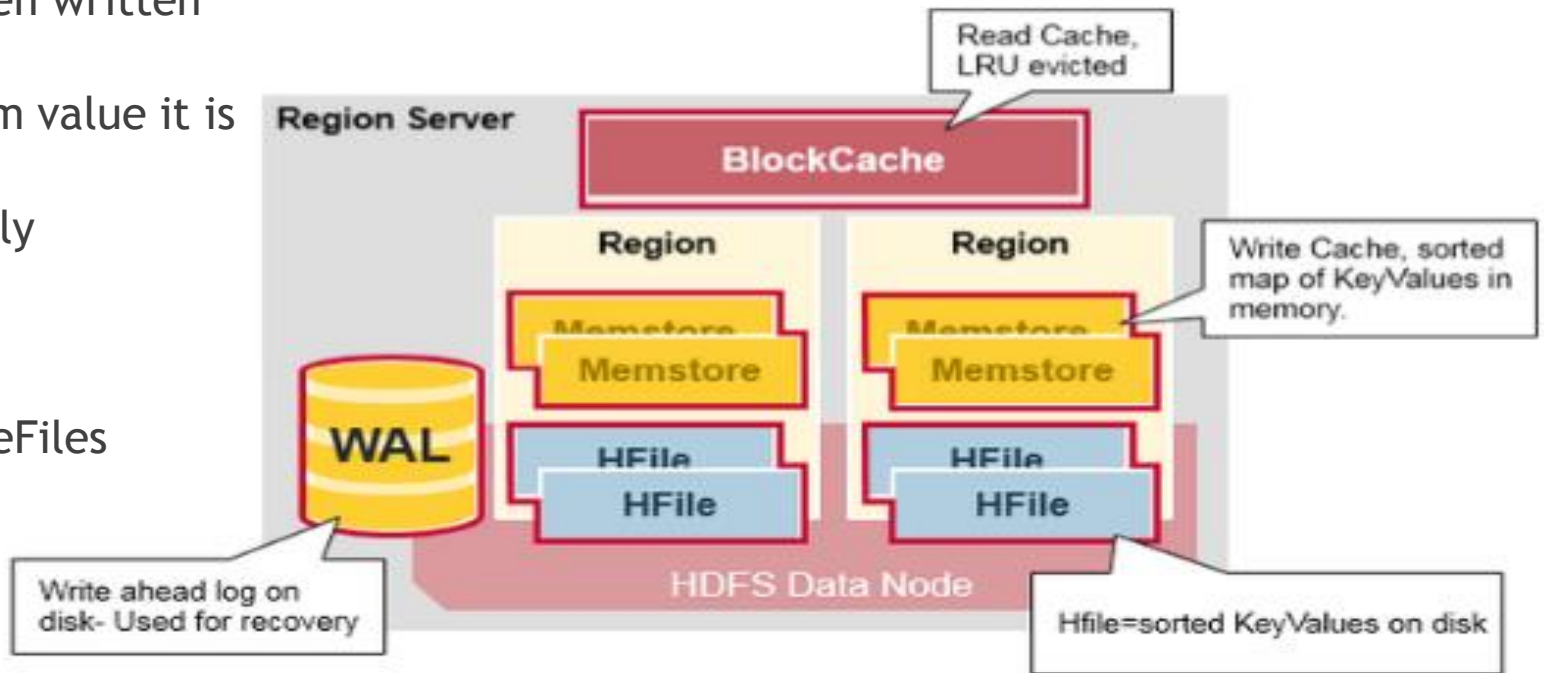 en written
m value it is
ly
eFiles
Read Cache,
LRU evicted
Region Server
BlockCache
Region
Region
Write Cache, sorted
map of KeyValues in
memory.
Memstore
Memstore
Memstore
Memstore
WAL
HFile
HFile
HFile
HFile
HDFS Data Node
Write ahead log on
disk- Used for recovery
Hfile=sorted KeyValues on disk